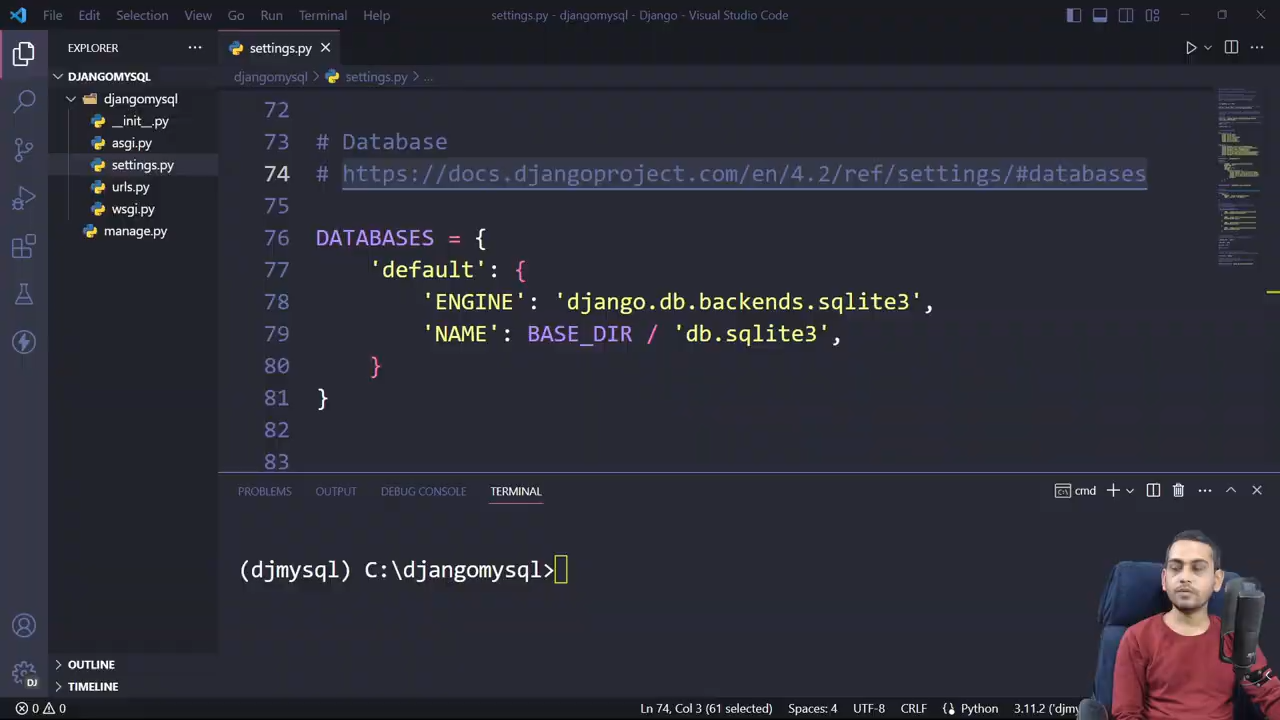 File Edit Selection View Go Run Terminal Help settings.py - djangomysql - Django - Visual Studio Code
EXPLORER
settings.py
DJANGOMYSQL
djangomysql
__init__.py
asgi.py
settings.py
urls.py
wsgi.py
manage.py
OUTLINE
TIMELINE
djangomysql > settings.py > ...
72
73 # Database
74 # https://docs.djangoproject.com/en/4.2/ref/settings/#databases
75
76 DATABASES = {
77 'default': {
78 'ENGINE': 'django.db.backends.sqlite3',
79 'NAME': BASE_DIR / 'db.sqlite3',
80 }
81 }
82
83
PROBLEMS OUTPUT DEBUG CONSOLE TERMINAL cmd
(djmysql) C:\djangomysql>
DJ
0 0 Ln 74, Col 3 (61 selected) Spaces: 4 UTF-8 CRLF Python 3.11.2 ('djmy